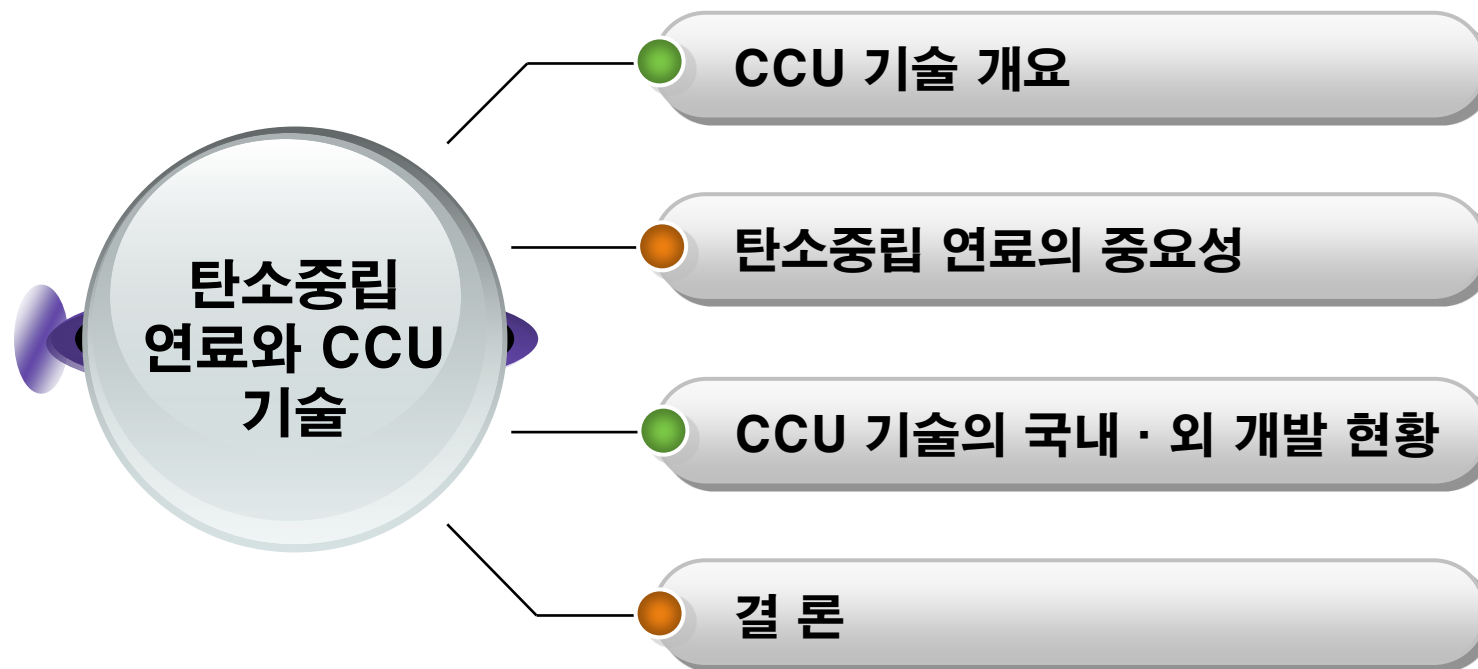 탄소중립
연료와 CCU
기술
CCU 기술 개요
탄소중립 연료의 중요성
CCU 기술의 국내 · 외 개발 현황
결 론